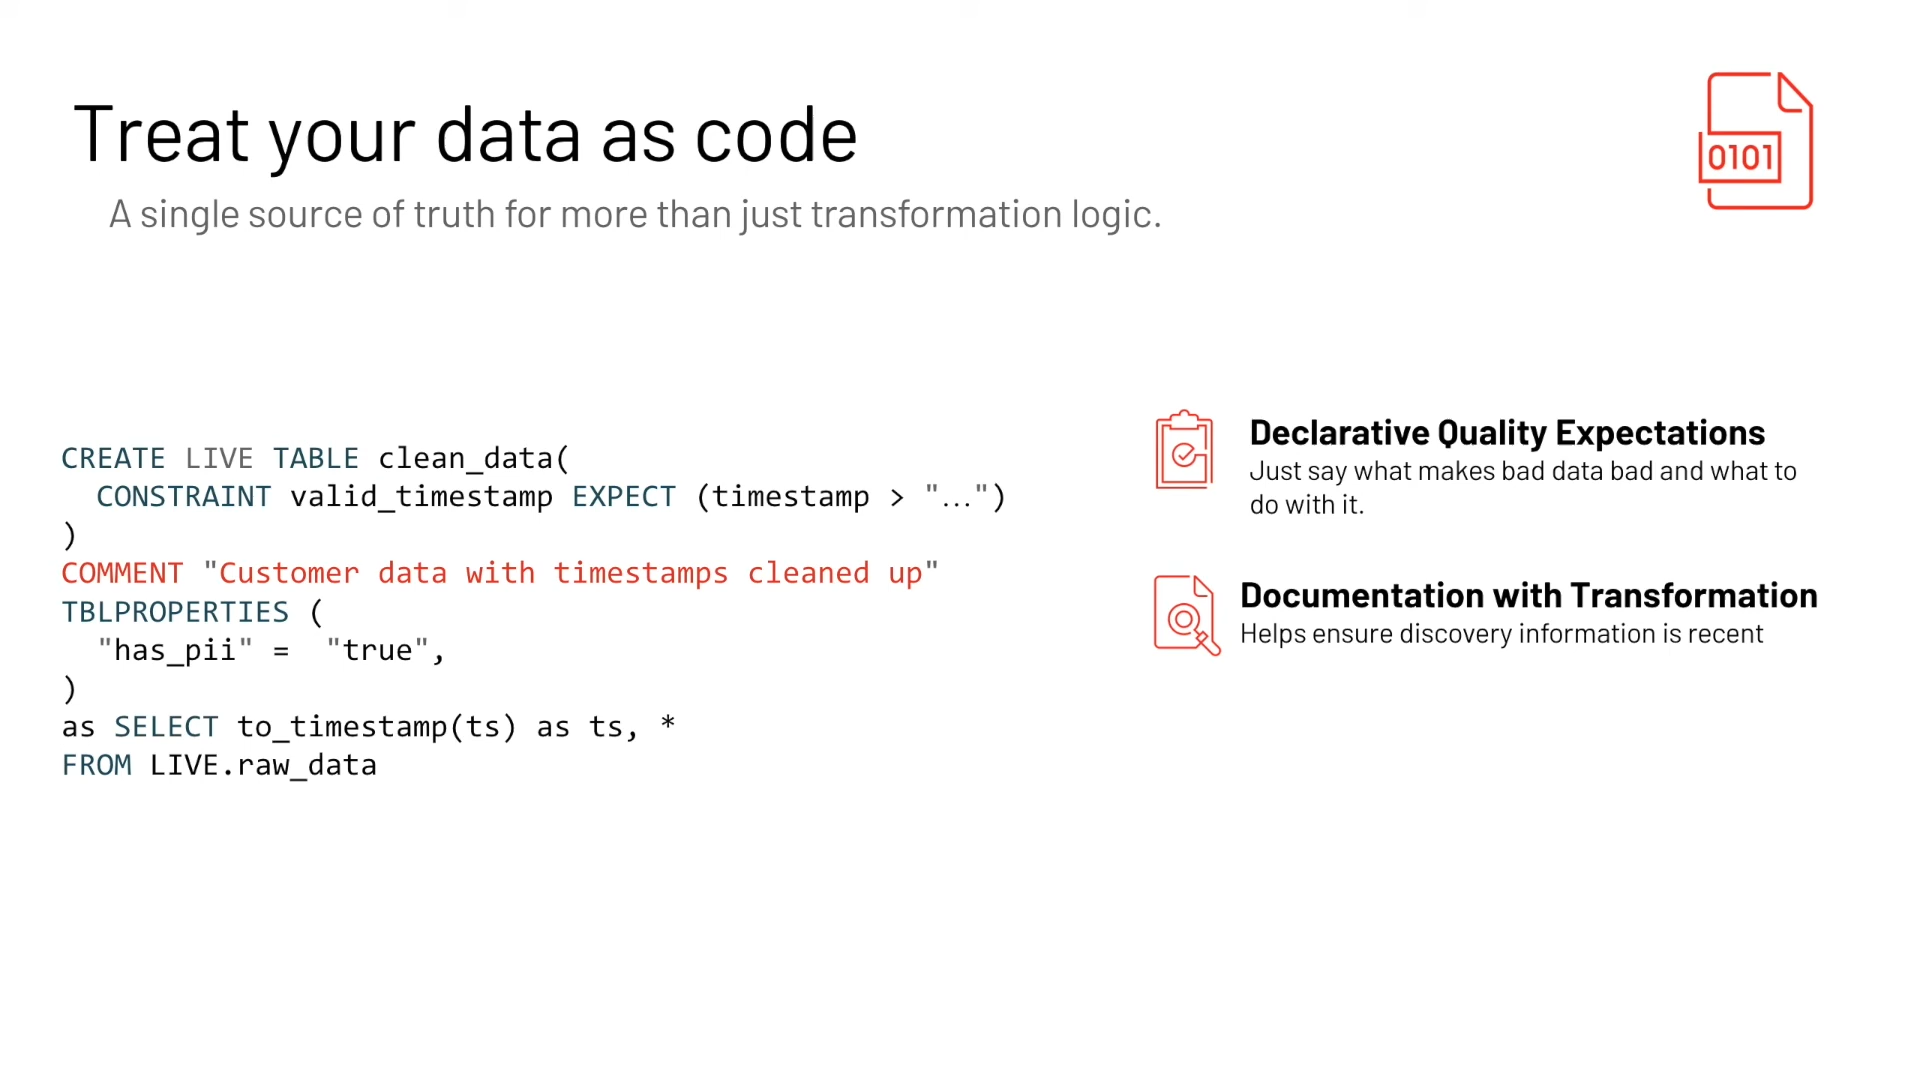 Treat your data as code
A single source of truth for more than just transformation logic.
0101
CREATE LIVE TABLE clean_data(
  CONSTRAINT valid_timestamp EXPECT (timestamp > "...")
)
COMMENT "Customer data with timestamps cleaned up"
TBLPROPERTIES (
  "has_pii" =  "true",
)
as SELECT to_timestamp(ts) as ts, *
FROM LIVE.raw_data
Declarative Quality Expectations
Just say what makes bad data bad and what to
do with it.
Documentation with Transformation
Helps ensure discovery information is recent